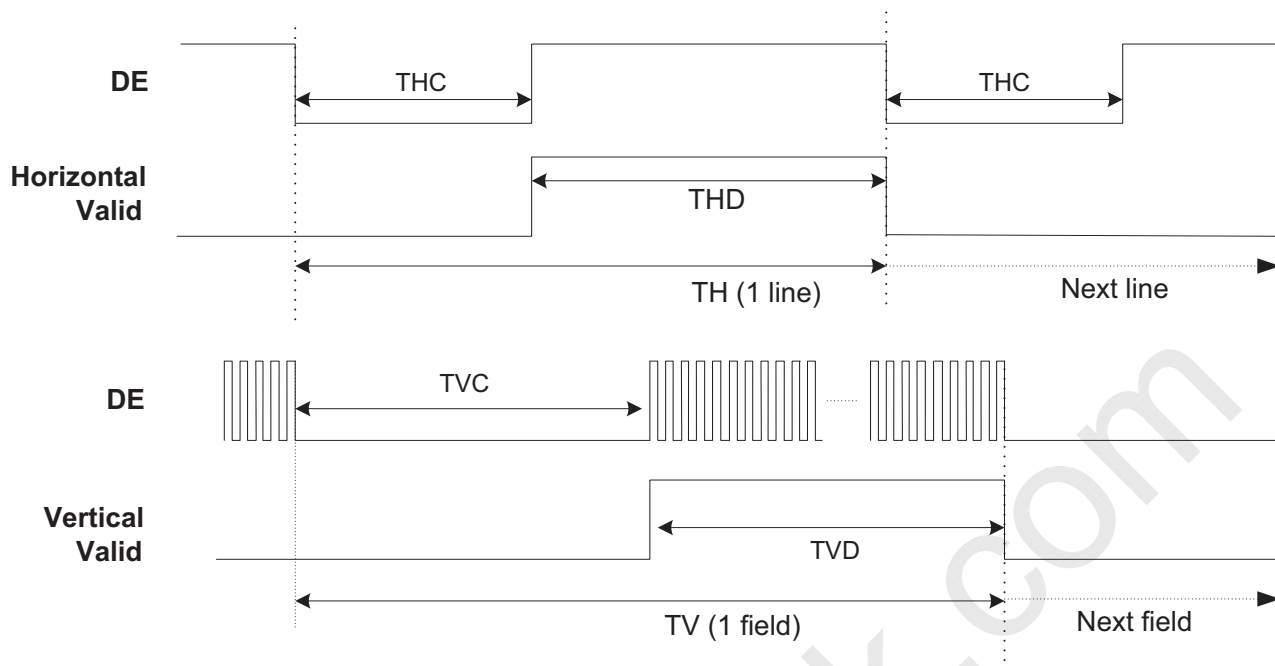 DE
THC
THC
Horizontal
Valid
THD
TH (1 line)
Next line
DE
TVC
Vertical
Valid
TVD
TV (1 field)
Next field
k.com